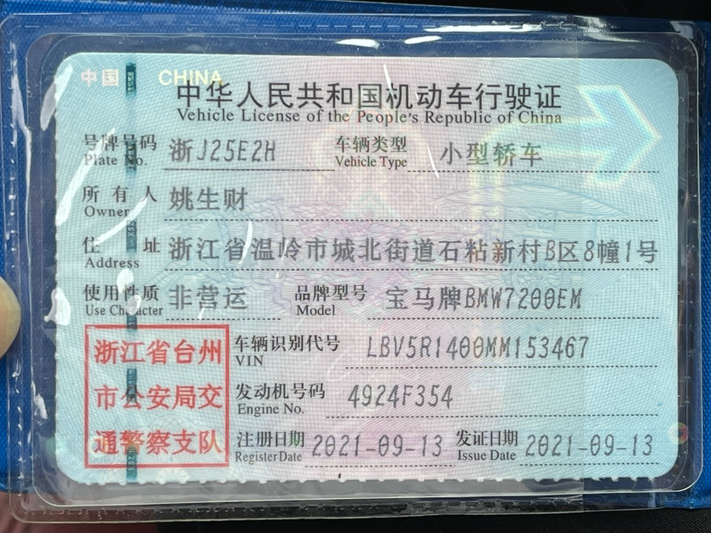 中国 CHINA
中华人民共和国机动车行驶证
Vehicle License of the People's Republic of China
号牌号码 浙J25E2H 车辆类型 小型轿车
Plate No. Vehicle Type
所有人 姚生财
Owner
住址 浙江省温岭市城北街道石粘新村B区8幢1号
Address
使用性质 非营运 品牌型号 宝马牌BMW7200EM
Use Character Model
浙江省台州
市公安局交
通警察支队
车辆识别代号 LBV5R1400MM153467
VIN
发动机号码 4924F354
Engine No.
注册日期 2021-09-13 发证日期 2021-09-13
Register Date Issue Date